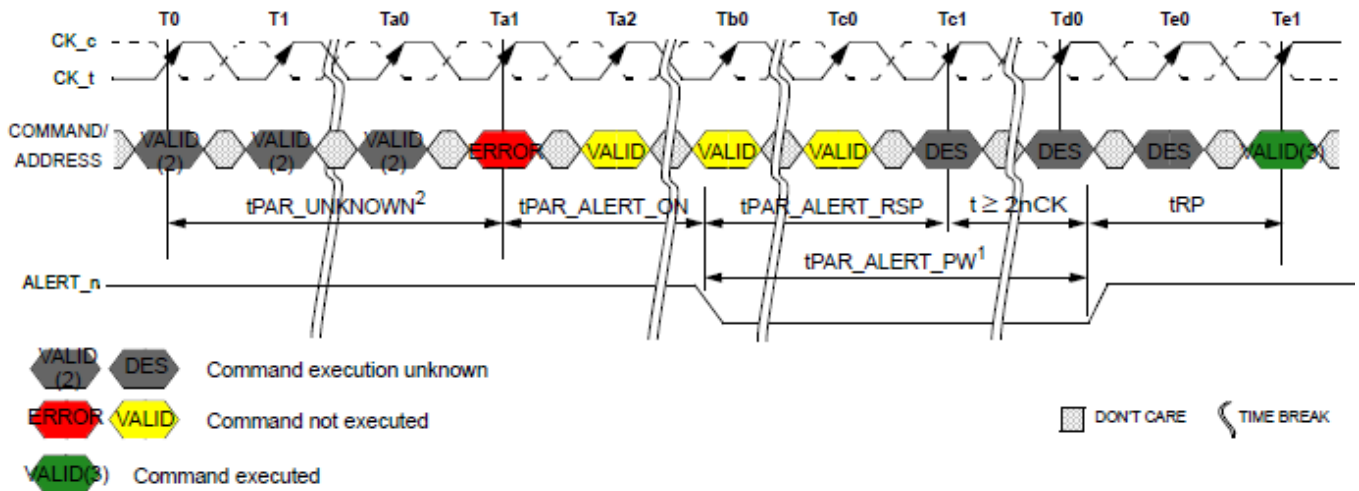 T0 T1 Ta0 Ta1 Ta2 Tb0 Tc0 Tc1 Td0 Te0 Te1
CK_c
CK_t
COMMAND/
ADDRESS
VALID (2) VALID (2) VALID (2) ERROR VALID VALID VALID DES DES DES VALID(3)
tPAR_UNKNOWN2 tPAR_ALERT_ON tPAR_ALERT_RSP t ≥ 2nCK tRP
tPAR_ALERT_PW1
ALERT_n
VALID (2) DES Command execution unknown
ERROR VALID Command not executed
DON'T CARE TIME BREAK
VALID(3) Command executed